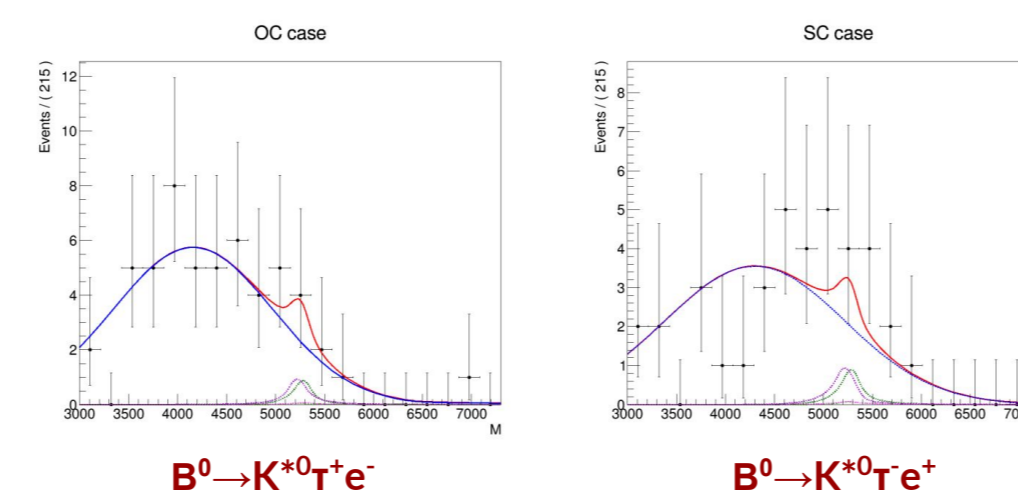 OC case
SC case
Events / ( 215 )
12
10
8
6
4
2
0
3000 3500 4000 4500 5000 5500 6000 6500 7000
M
Events / ( 215 )
8
7
6
5
4
3
2
1
0
3000 3500 4000 4500 5000 5500 6000 6500 70
B⁰→K*⁰τ⁺e⁻
B⁰→K*⁰τ⁻e⁺